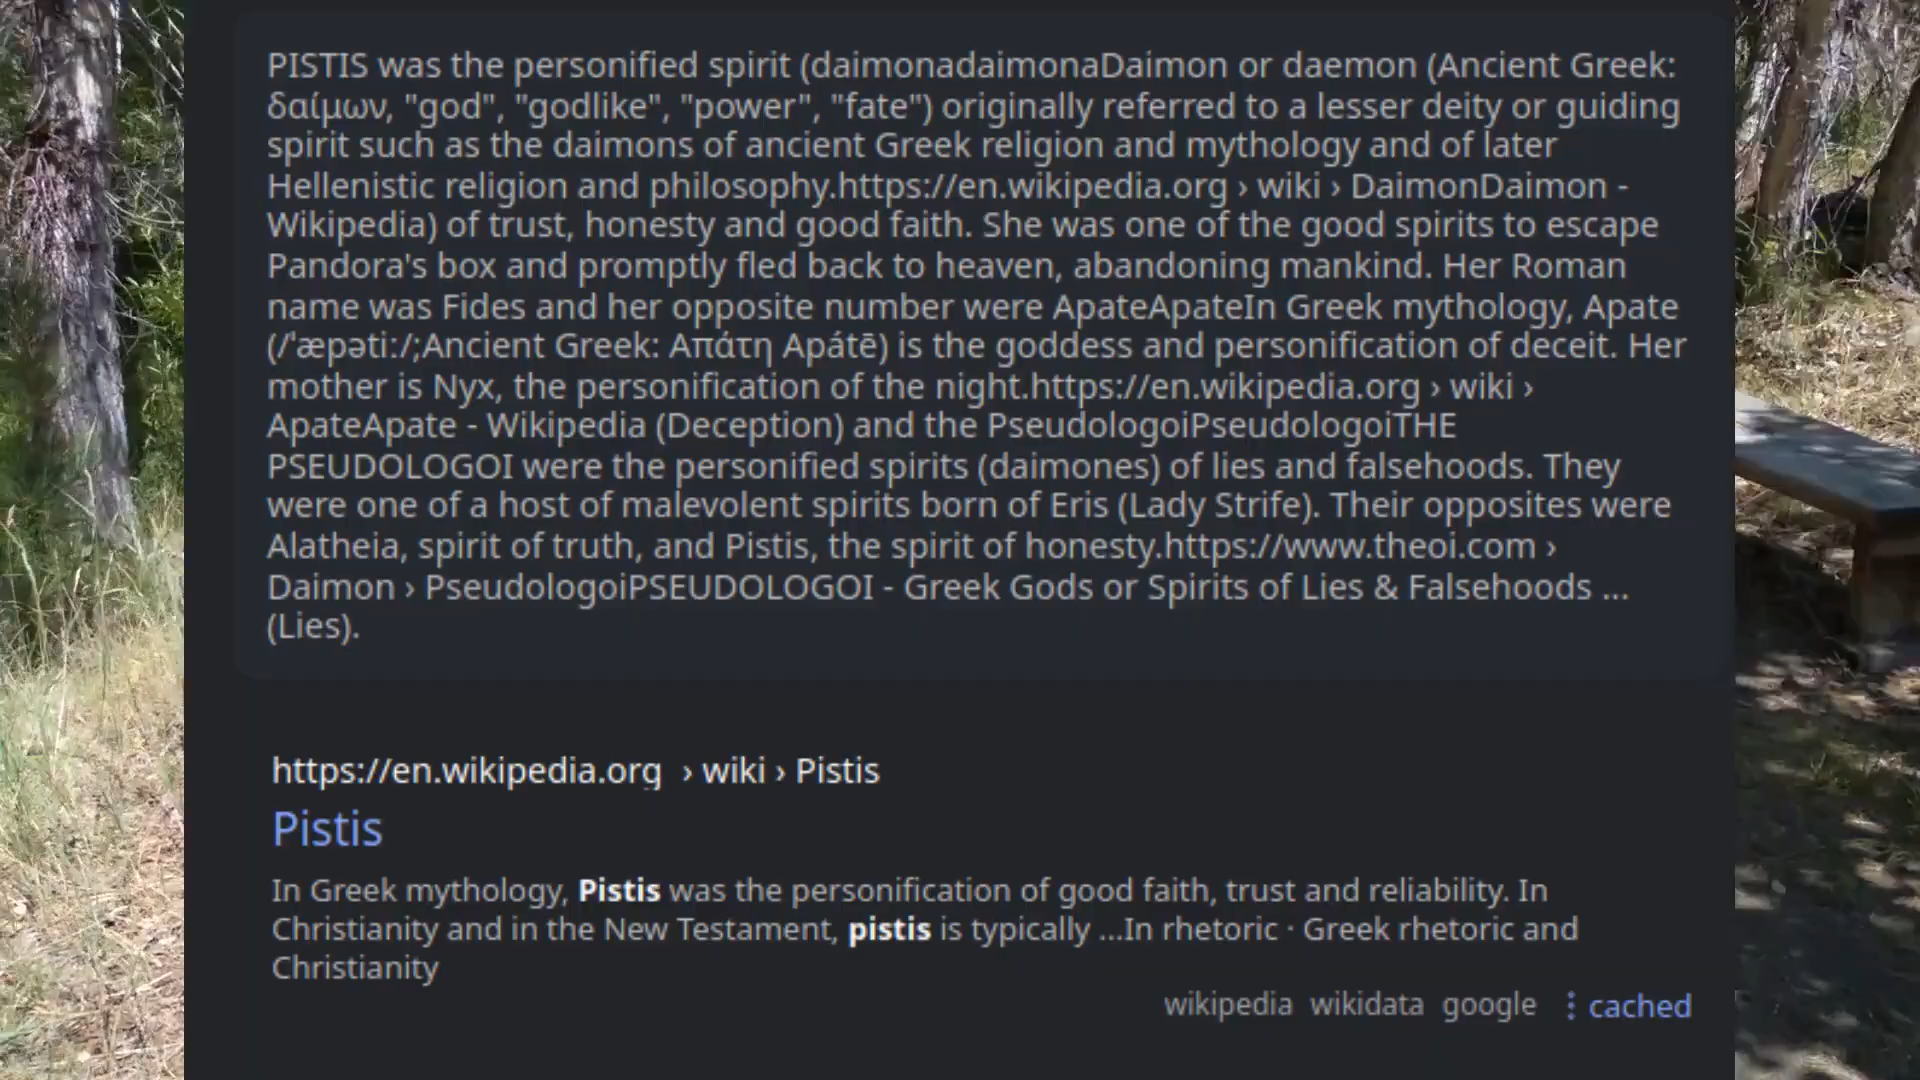 PISTIS was the personified spirit (daimonadaimonaDaimon or daemon (Ancient Greek:
δαίμων, "god", "godlike", "power", "fate") originally referred to a lesser deity or guiding
spirit such as the daimons of ancient Greek religion and mythology and of later
Hellenistic religion and philosophy.https://en.wikipedia.org › wiki › DaimonDaimon -
Wikipedia) of trust, honesty and good faith. She was one of the good spirits to escape
Pandora's box and promptly fled back to heaven, abandoning mankind. Her Roman
name was Fides and her opposite number were ApateApateIn Greek mythology, Apate
(/ˈæpətiː/;Ancient Greek: Απάτη Apátē) is the goddess and personification of deceit. Her
mother is Nyx, the personification of the night.https://en.wikipedia.org › wiki ›
ApateApate - Wikipedia (Deception) and the PseudologoiPseudologoiTHE
PSEUDOLOGOI were the personified spirits (daimones) of lies and falsehoods. They
were one of a host of malevolent spirits born of Eris (Lady Strife). Their opposites were
Alatheia, spirit of truth, and Pistis, the spirit of honesty.https://www.theoi.com ›
Daimon › PseudologoiPSEUDOLOGOI - Greek Gods or Spirits of Lies & Falsehoods ...
(Lies).
https://en.wikipedia.org › wiki › Pistis
Pistis
In Greek mythology, Pistis was the personification of good faith, trust and reliability. In
Christianity and in the New Testament, pistis is typically ...In rhetoric · Greek rhetoric and
Christianity
wikipedia wikidata google ⋮ cached